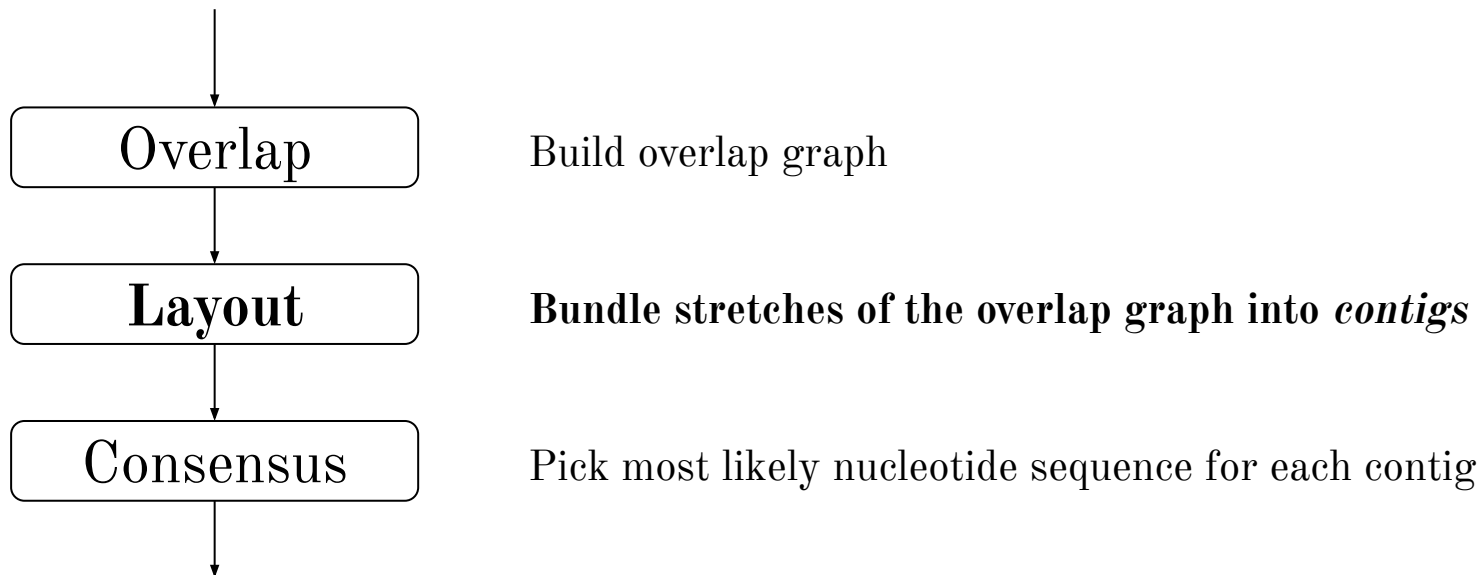 Overlap
Build overlap graph
Layout
Bundle stretches of the overlap graph into contigs
Consensus
Pick most likely nucleotide sequence for each contig